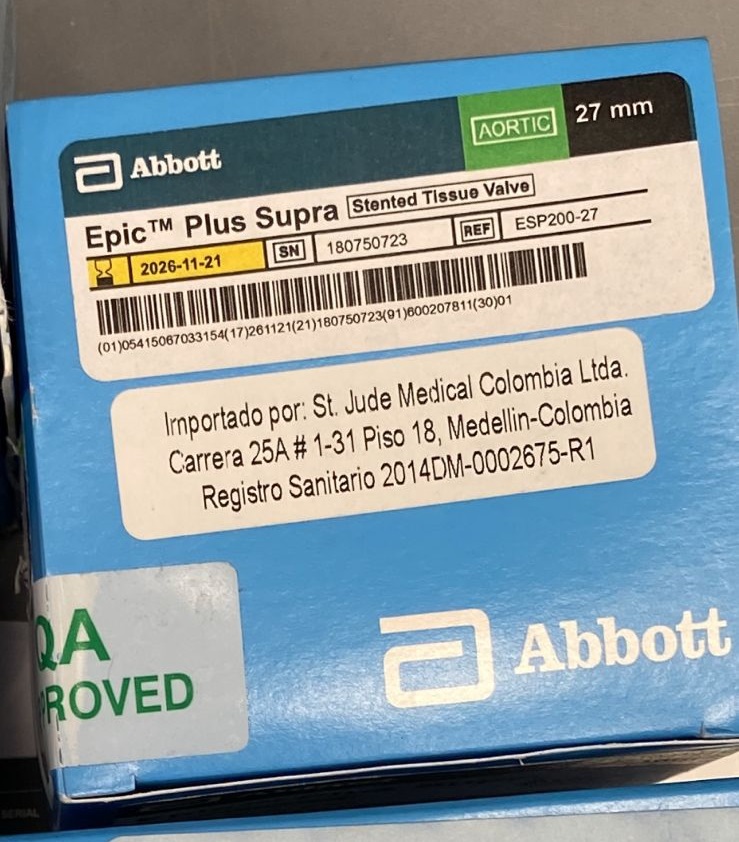 AORTIC 27 mm
Abbott
Epic™ Plus Supra Stented Tissue Valve
2026-11-21 SN 180750723 REF ESP200-27
(01)05415067033154(17)261121(21)180750723(91)600207811(30)01
Importado por: St. Jude Medical Colombia Ltda.
Carrera 25A # 1-31 Piso 18, Medellin-Colombia
Registro Sanitario 2014DM-0002675-R1
QA
PROVED
Abbott
SERIAL